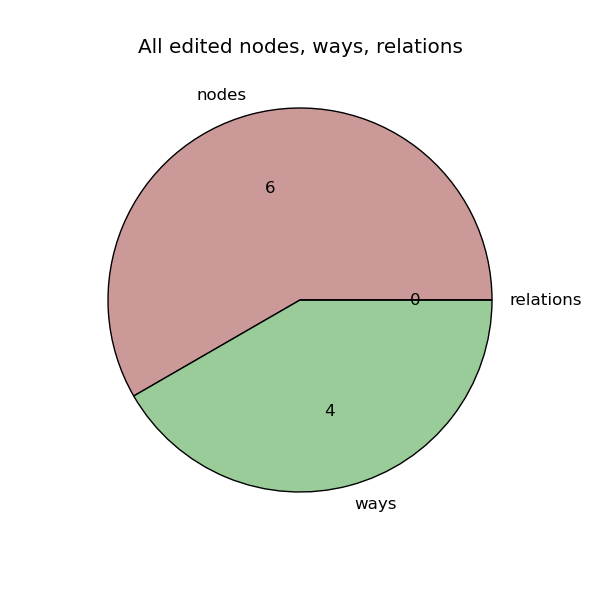 All edited nodes, ways, relations
nodes
6
0
relations
4
ways